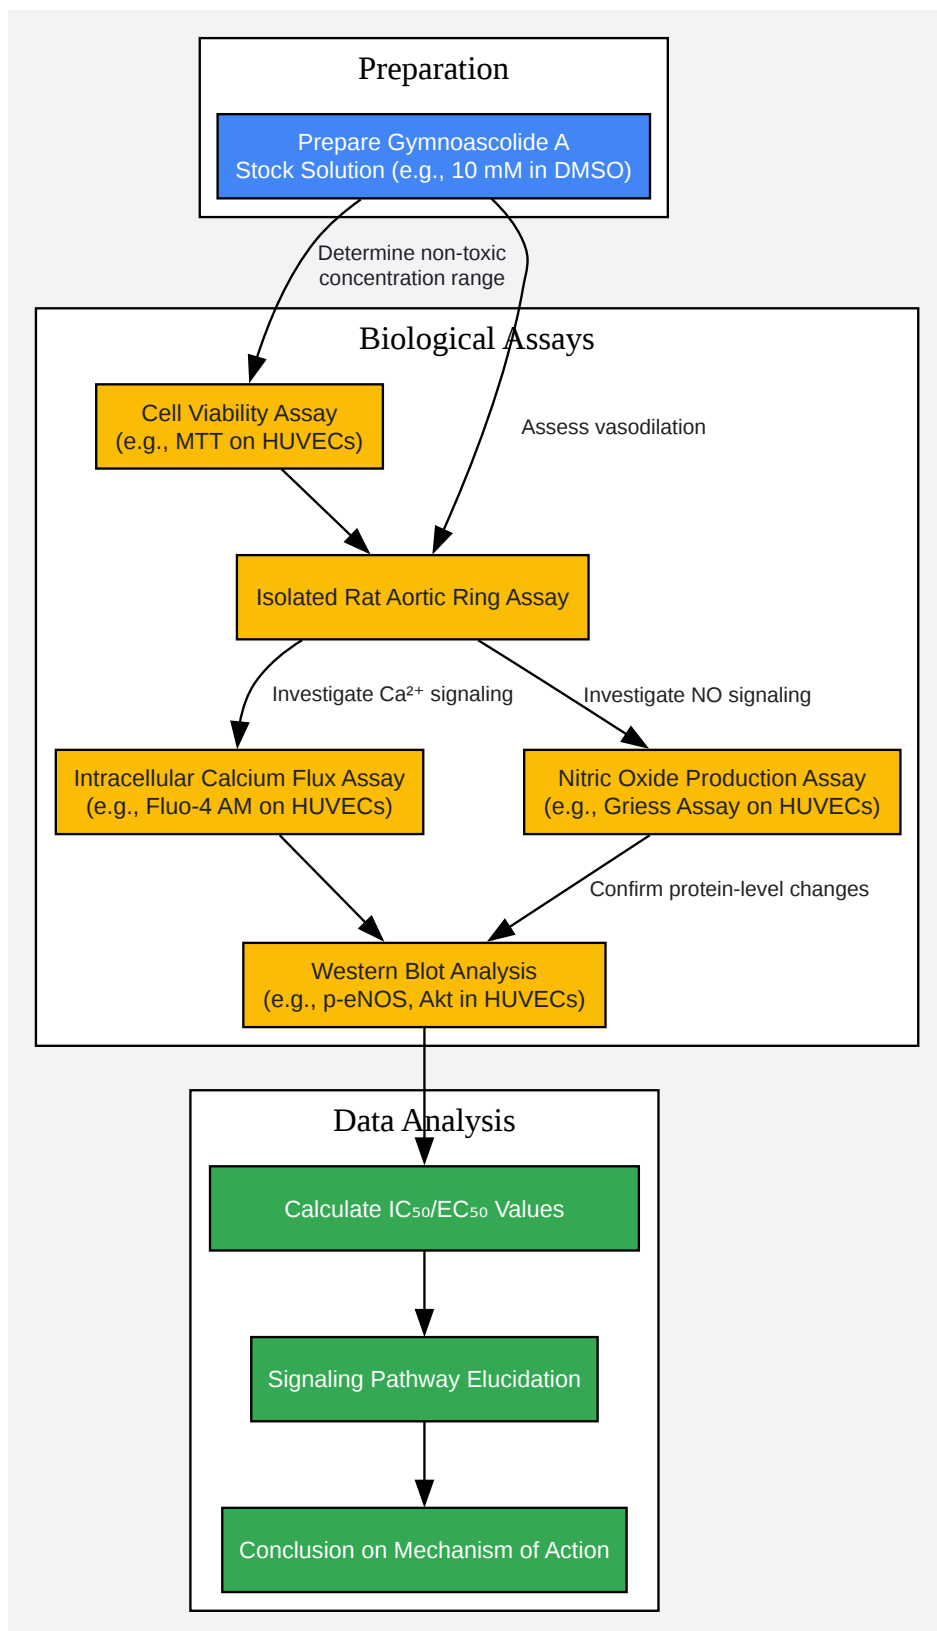 Preparation
Prepare Gymnoascolide A
Stock Solution (e.g., 10 mM in DMSO)
Determine non-toxic
concentration range
Biological Assays
Cell Viability Assay
(e.g., MTT on HUVECs)
Assess vasodilation
Isolated Rat Aortic Ring Assay
Investigate Ca²⁺ signaling
Investigate NO signaling
Intracellular Calcium Flux Assay
(e.g., Fluo-4 AM on HUVECs)
Nitric Oxide Production Assay
(e.g., Griess Assay on HUVECs)
Confirm protein-level changes
Western Blot Analysis
(e.g., p-eNOS, Akt in HUVECs)
Data Analysis
Calculate IC₅₀/EC₅₀ Values
Signaling Pathway Elucidation
Conclusion on Mechanism of Action